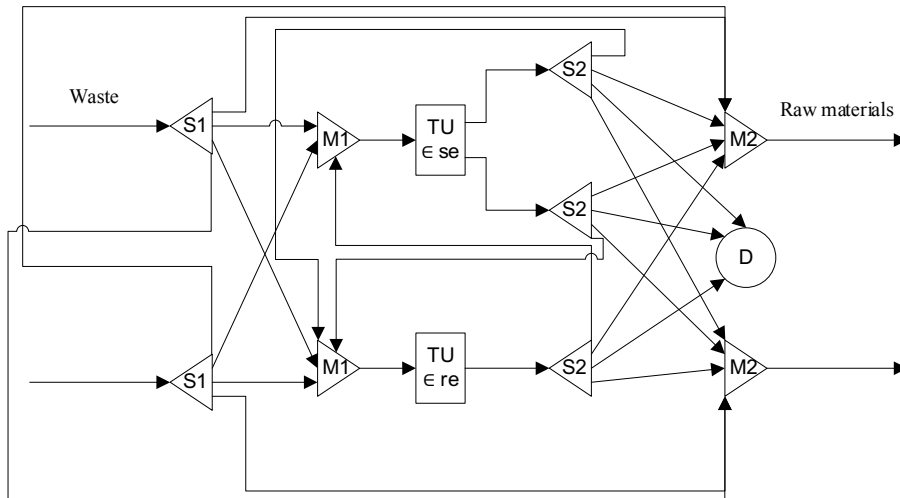 Waste
S1
M1
TU
∈ se
S2
S2
M2
Raw materials
D
S1
M1
TU
∈ re
S2
M2